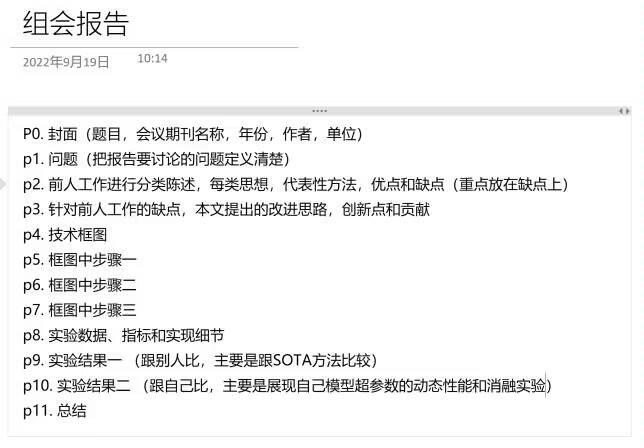 组会报告
2022年9月19日 10:14
P0. 封面（题目，会议期刊名称，年份，作者，单位）
p1. 问题（把报告要讨论的问题定义清楚）
p2. 前人工作进行分类陈述，每类思想，代表性方法，优点和缺点（重点放在缺点上）
p3. 针对前人工作的缺点，本文提出的改进思路，创新点和贡献
p4. 技术框图
p5. 框图中步骤一
p6. 框图中步骤二
p7. 框图中步骤三
p8. 实验数据、指标和实现细节
p9. 实验结果一 （跟别人比，主要是跟SOTA方法比较）
p10. 实验结果二 （跟自己比，主要是展现自己模型超参数的动态性能和消融实验）
p11. 总结